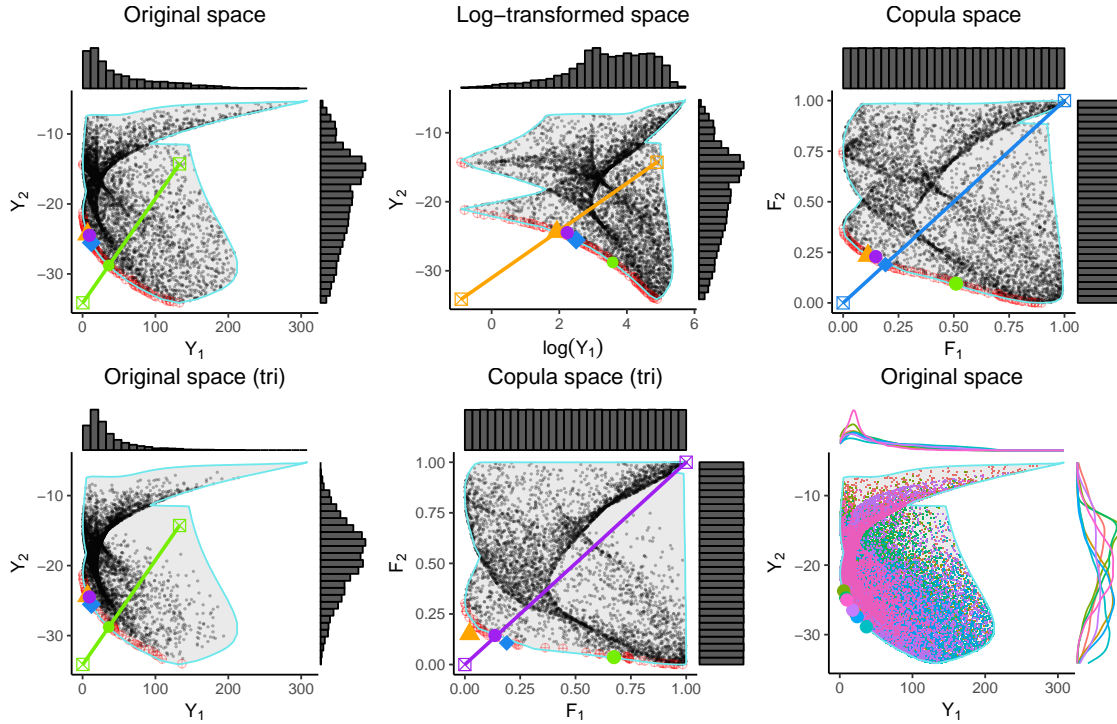 Original space
Log−transformed space
Copula space
Y2
−10
−20
−30
0
100
200
300
Y1
Y2
−10
−20
−30
0
2
4
6
log(Y1)
F2
1.00
0.75
0.50
0.25
0.00
0.00
0.25
0.50
0.75
1.00
F1
Original space (tri)
Copula space (tri)
Original space
Y2
−10
−20
−30
0
100
200
300
Y1
F2
1.00
0.75
0.50
0.25
0.00
0.00
0.25
0.50
0.75
1.00
F1
Y2
−10
−20
−30
0
100
200
300
Y1